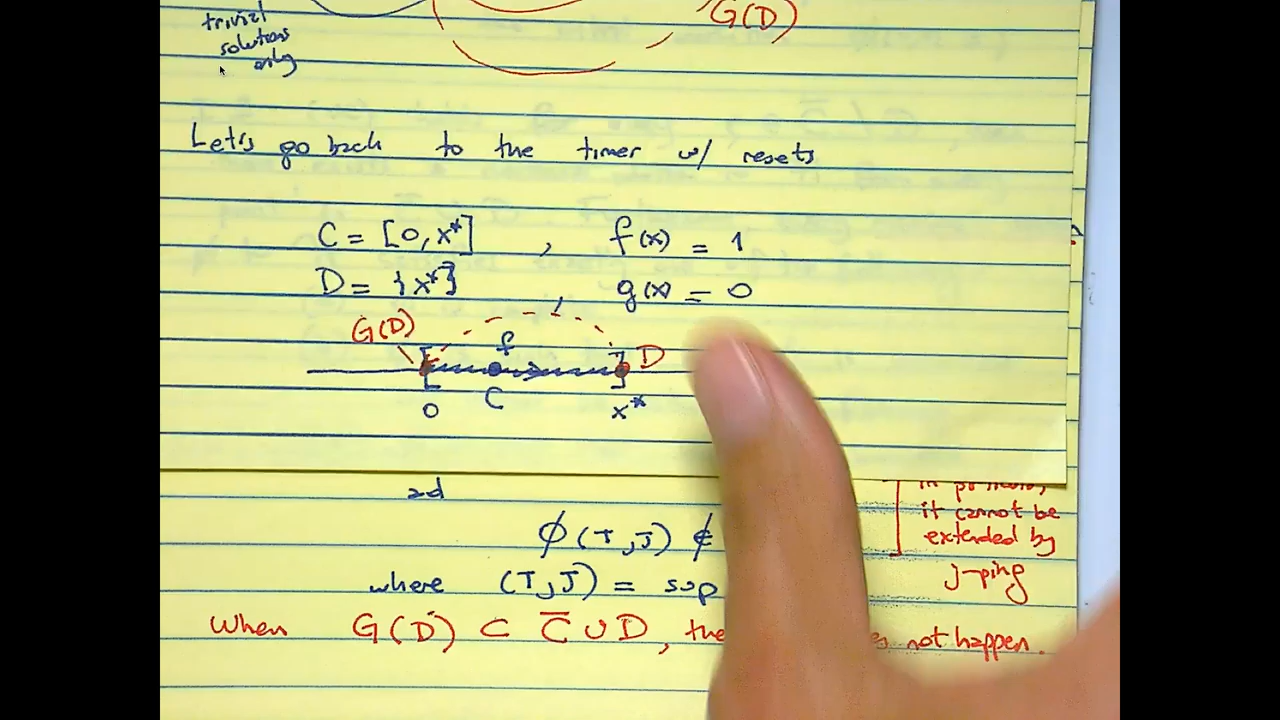 G(D)
trivial
solutions
only
Let's go back to the timer w/ resets
C = [0, x*] , f(x) = 1
D = {x*} , g(x) = 0
G(D) f D
0 C x*
it cannot be
extended by
φ(T,J) ∉
where (T,J) = sup
When G(D) ⊂ C̅ ∪ D, the not happen.